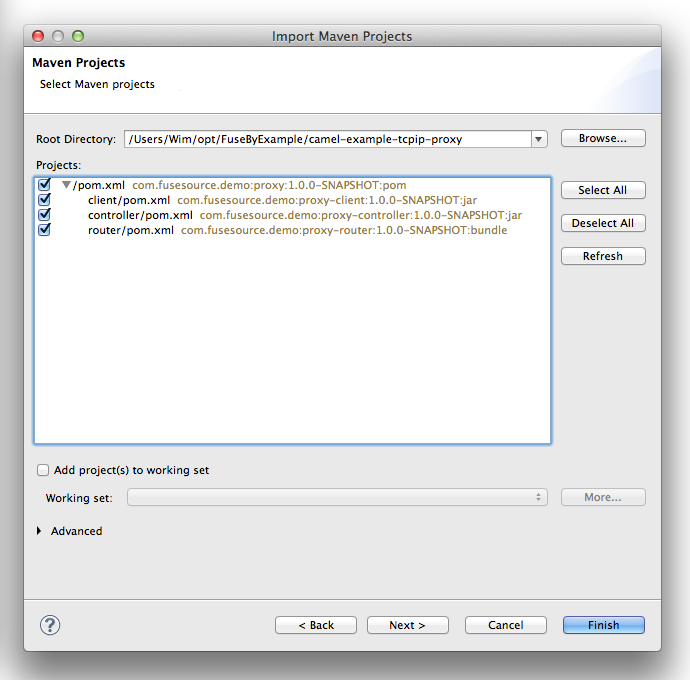 Import Maven Projects
Maven Projects
Select Maven projects
Root Directory: /Users/Wim/opt/FuseByExample/camel-example-tcpip-proxy Browse...
Projects:
/pom.xml com.fusesource.demo:proxy:1.0.0-SNAPSHOT:pom
client/pom.xml com.fusesource.demo:proxy-client:1.0.0-SNAPSHOT:jar
controller/pom.xml com.fusesource.demo:proxy-controller:1.0.0-SNAPSHOT:jar
router/pom.xml com.fusesource.demo:proxy-router:1.0.0-SNAPSHOT:bundle
Select All
Deselect All
Refresh
Add project(s) to working set
Working set: More...
Advanced
? < Back Next > Cancel Finish